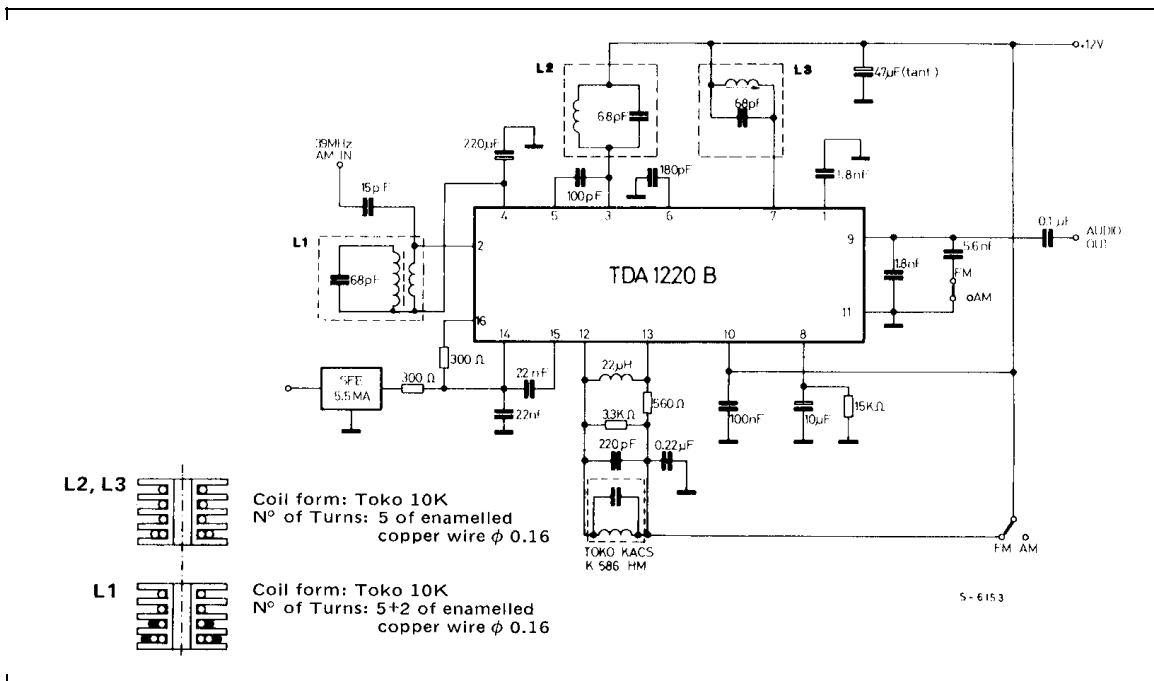 +12V
L2
L3
47µF(tant.)
68pF
68pF
39MHz
AM IN
220µF
15pF
100pF
180pF
1.8nF
4
5
3
6
7
1
L1
2
9
0.1µF
AUDIO
OUT
68pF
TDA 1220 B
1.8nf
5.6nf
FM
AM
16
11
14
15
12
13
10
8
300Ω
22nF
22µH
SFE
5.5MA
300Ω
560Ω
22nf
3.3KΩ
100nF
10µF
15KΩ
220pF
0.22µF
TOKO KACS
K 586 HM
FM AM
S-6153
L2, L3
Coil form: Toko 10K
N° of Turns: 5 of enamelled
copper wire ϕ 0.16
L1
Coil form: Toko 10K
N° of Turns: 5+2 of enamelled
copper wire ϕ 0.16